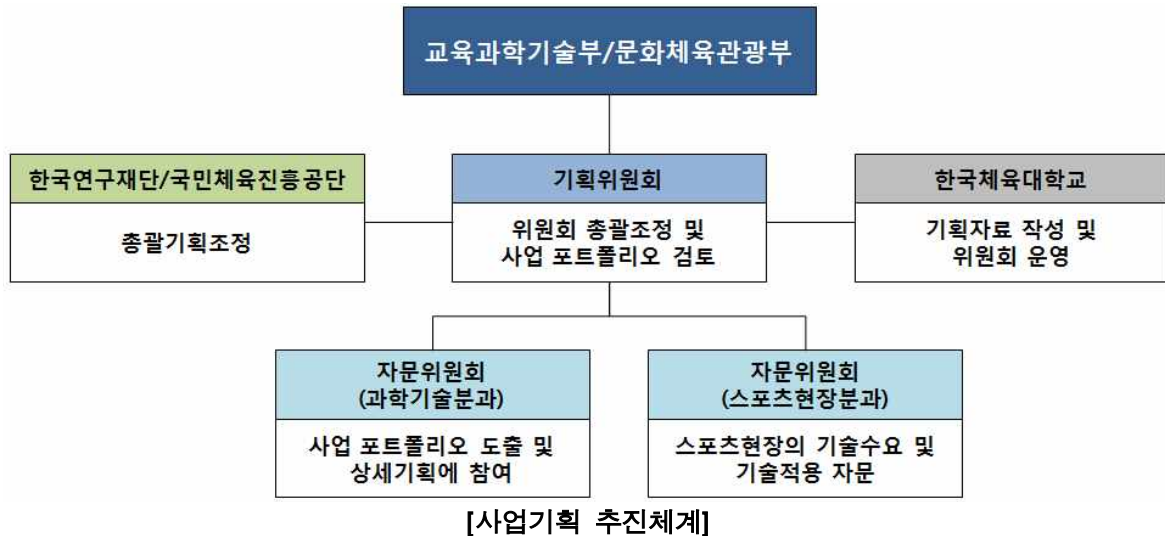 교육과학기술부/문화체육관광부
한국연구재단/국민체육진흥공단
총괄기획조정
기획위원회
위원회 총괄조정 및
사업 포트폴리오 검토
한국체육대학교
기획자료 작성 및
위원회 운영
자문위원회
(과학기술분과)
사업 포트폴리오 도출 및
상세기획에 참여
자문위원회
(스포츠현장분과)
스포츠현장의 기술수요 및
기술적용 자문
[사업기획 추진체계]